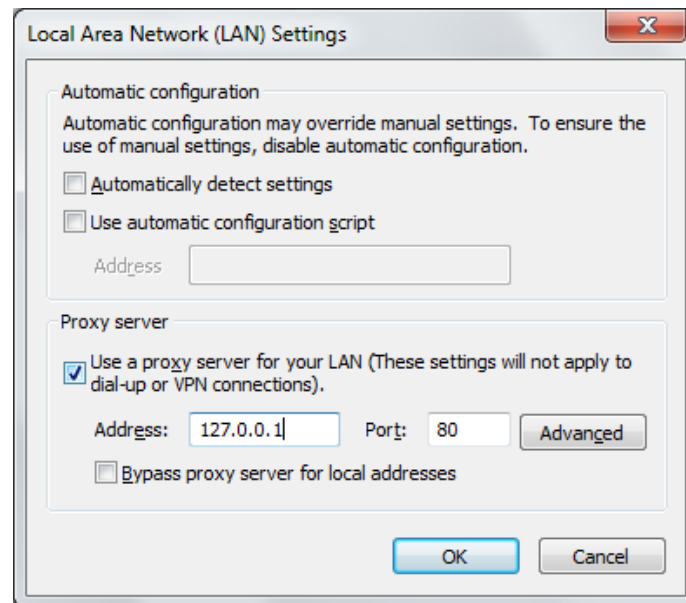 Local Area Network (LAN) Settings
Automatic configuration
Automatic configuration may override manual settings. To ensure the
use of manual settings, disable automatic configuration.
Automatically detect settings
Use automatic configuration script
Address
Proxy server
Use a proxy server for your LAN (These settings will not apply to
dial-up or VPN connections).
Address: 127.0.0.1 Port: 80 Advanced
Bypass proxy server for local addresses
OK Cancel